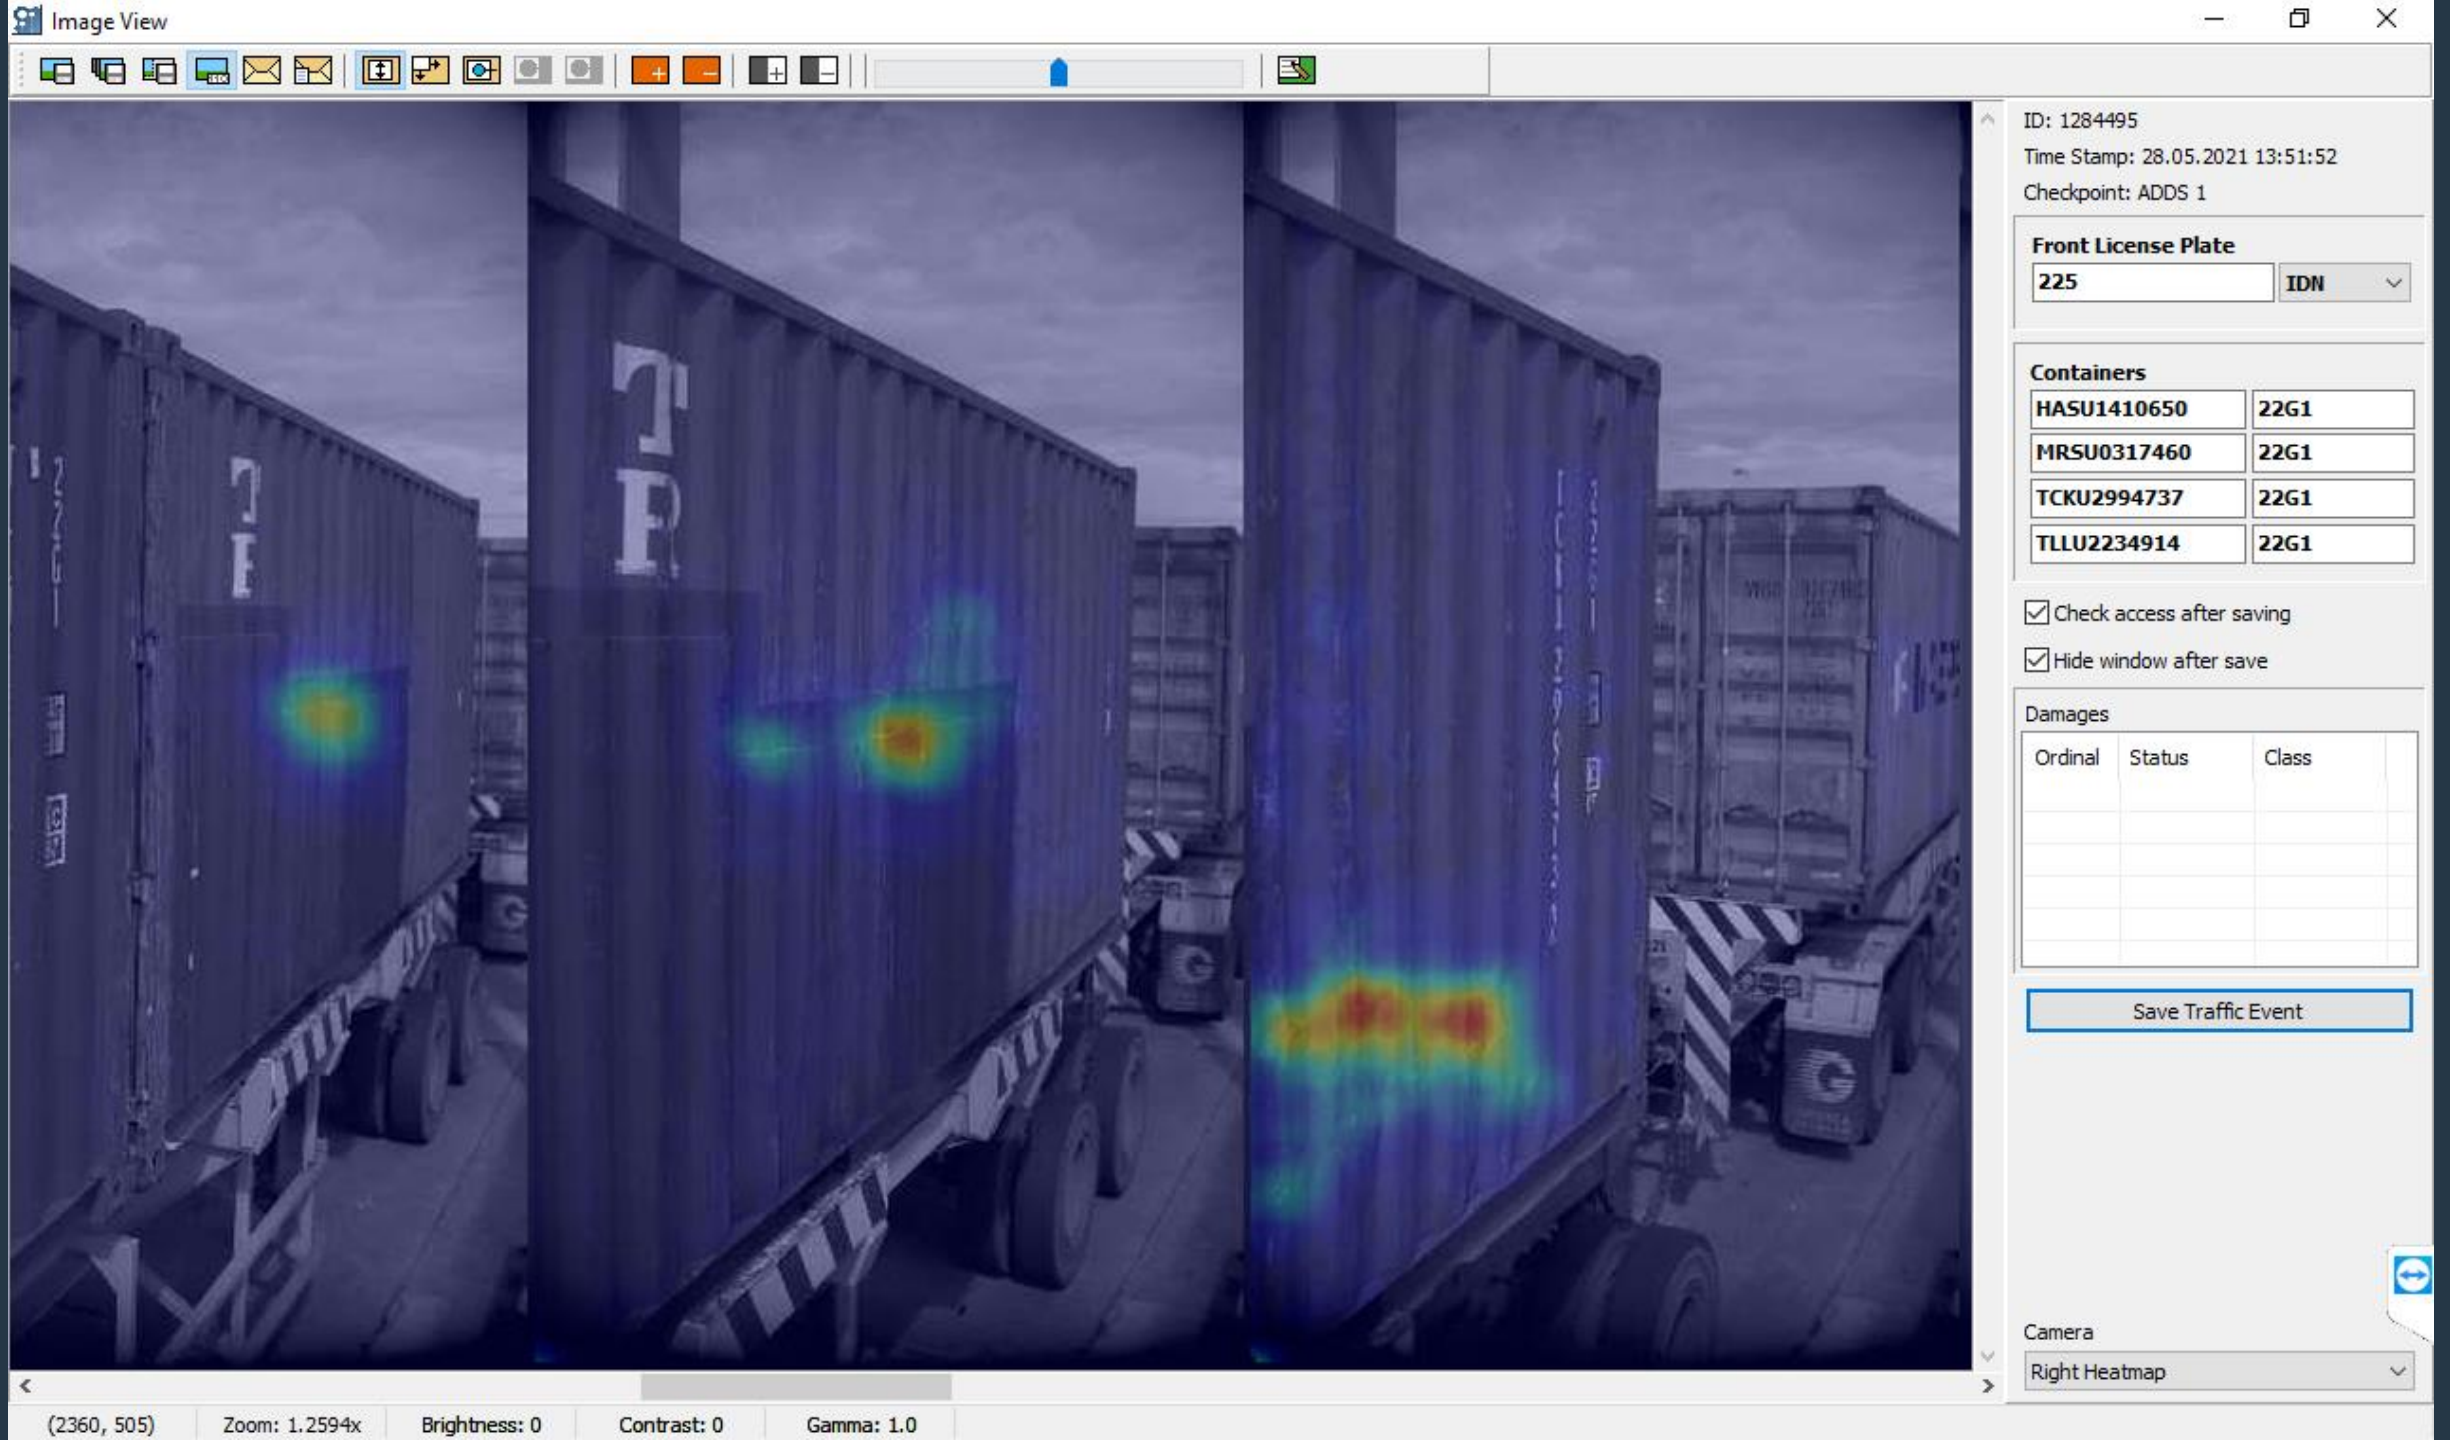 Image View
ID: 1284495
Time Stamp: 28.05.2021 13:51:52
Checkpoint: ADDS 1
Front License Plate
225 IDN
Containers
HASU1410650 22G1
MRSU0317460 22G1
TCKU2994737 22G1
TLLU2234914 22G1
Check access after saving
Hide window after save
Damages
Ordinal Status Class
Save Traffic Event
Camera
Right Heatmap
(2360, 505) Zoom: 1.2594x Brightness: 0 Contrast: 0 Gamma: 1.0
T
T
R
G
G
G